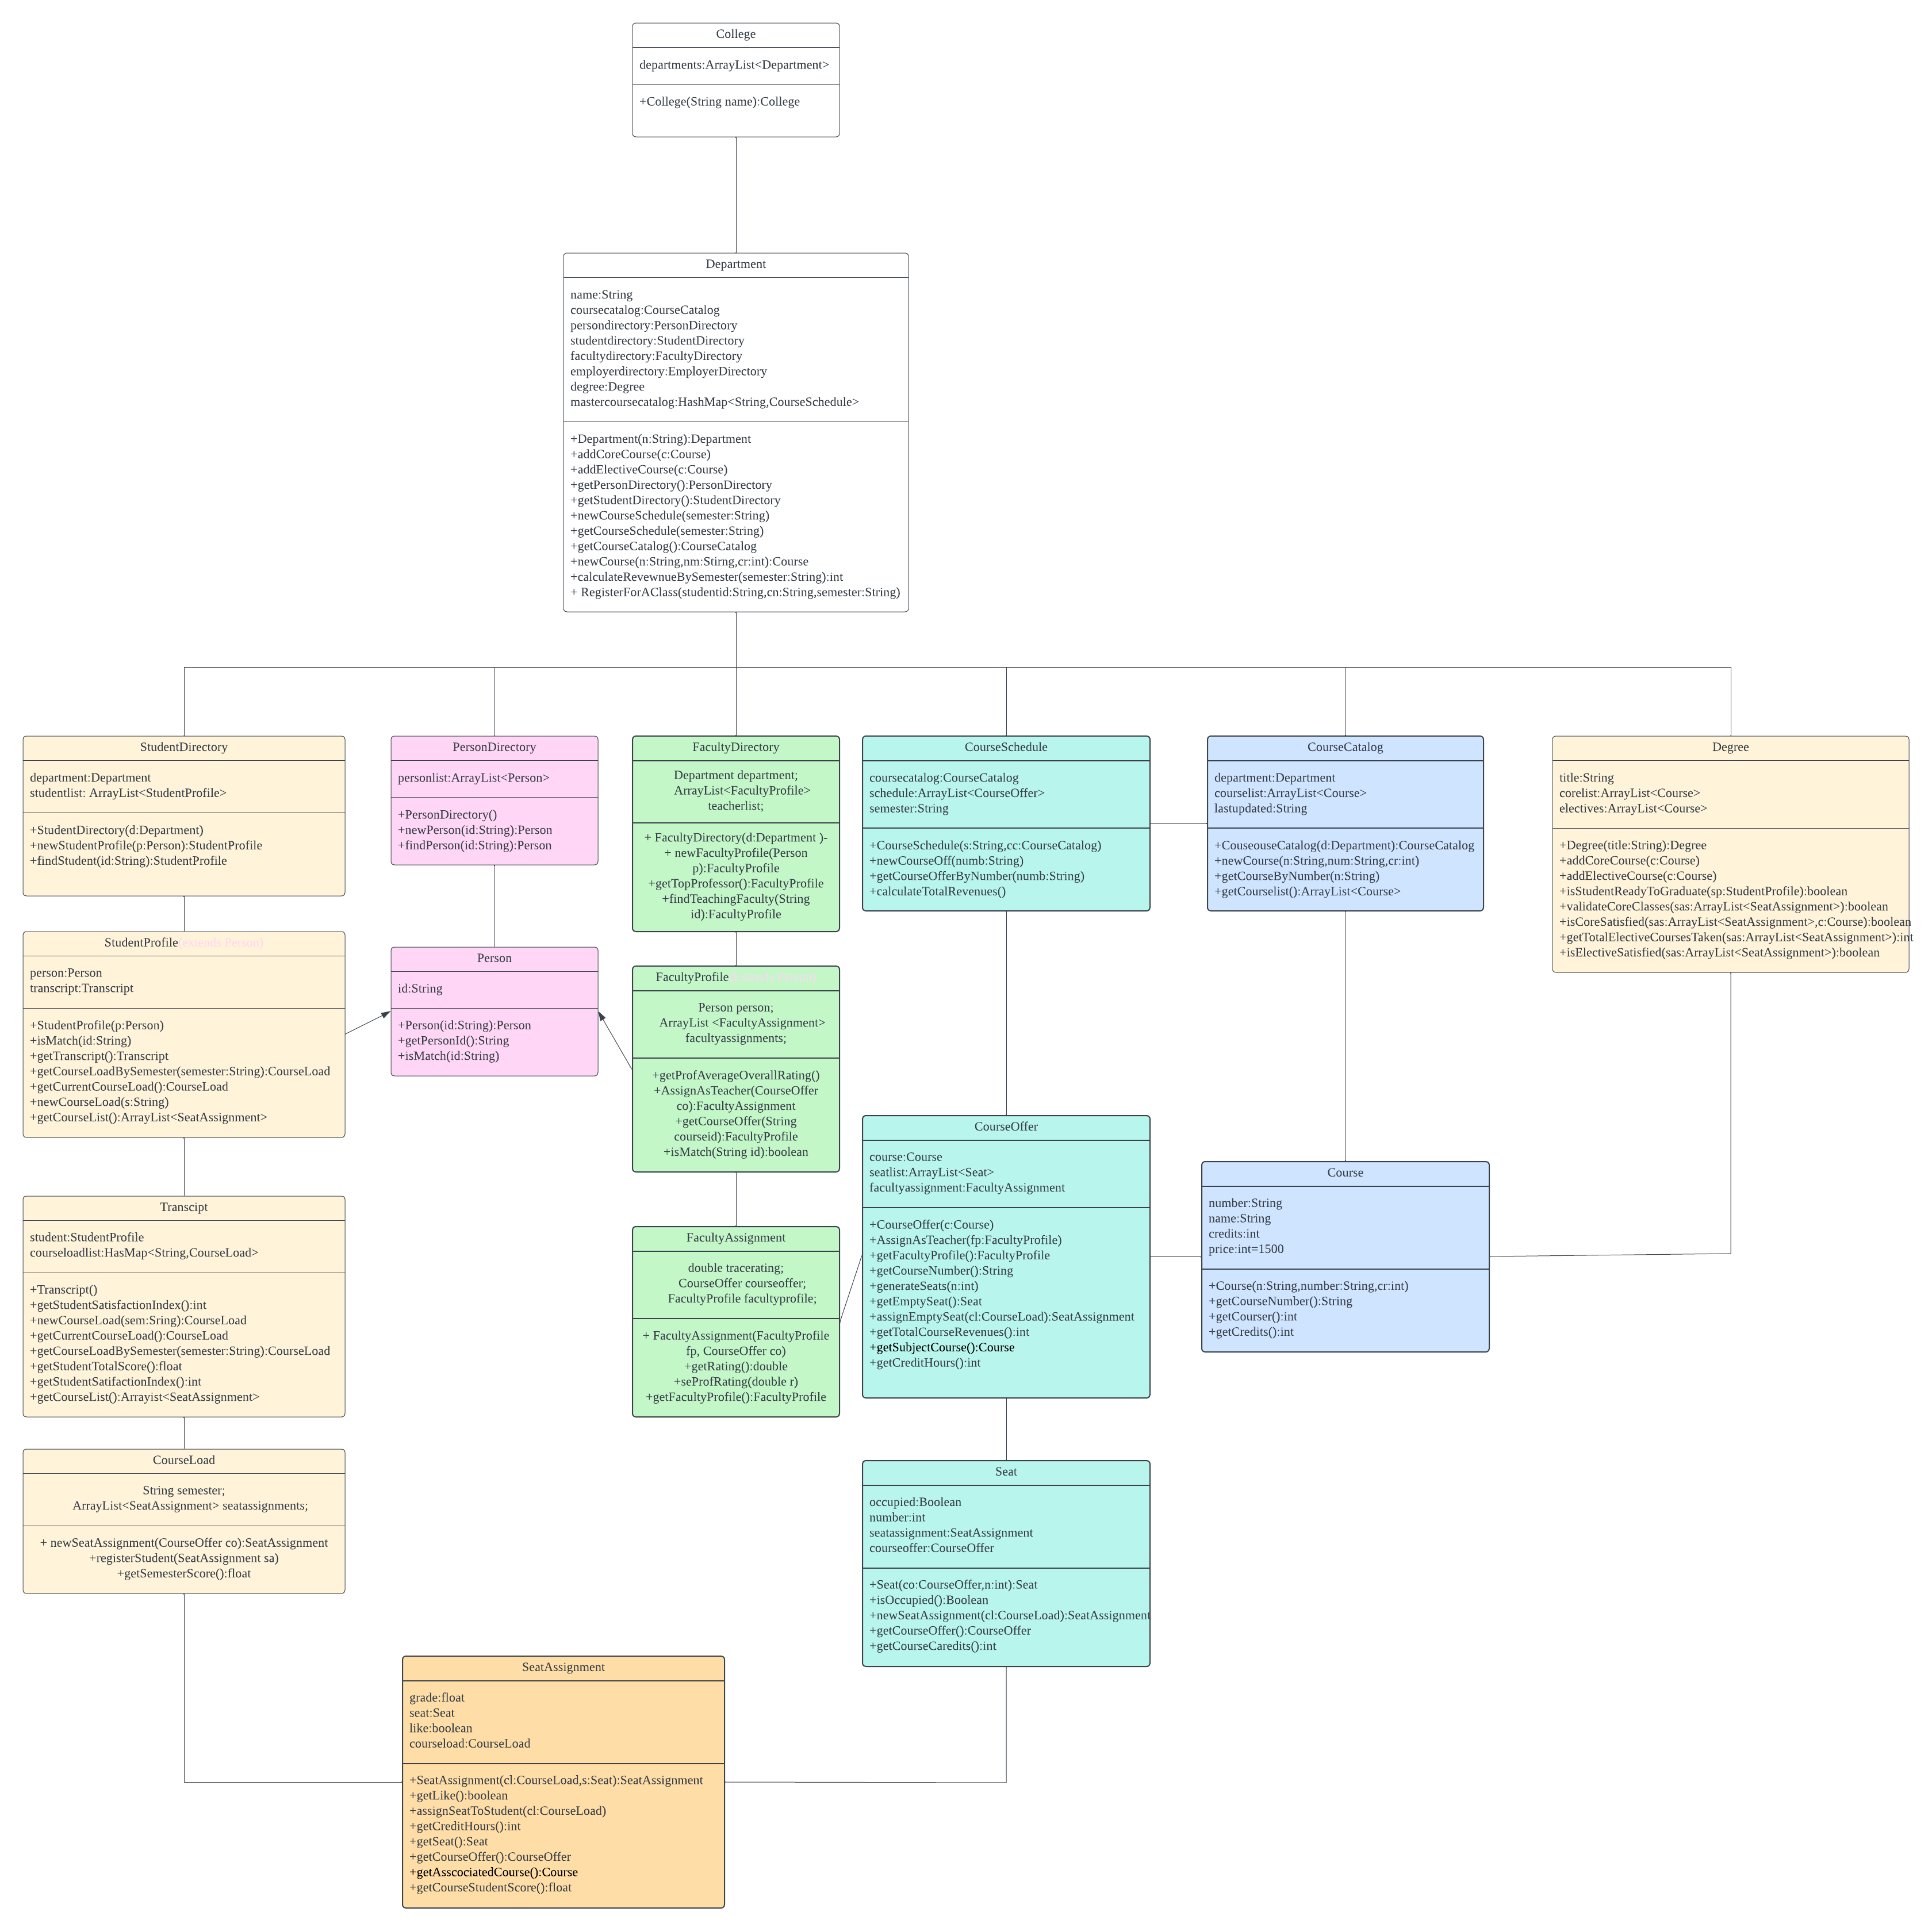 College
departments:ArrayList<Department>
+College(String name):College
Department
name:String
coursecatalog:CourseCatalog
persondirectory:PersonDirectory
studentdirectory:StudentDirectory
facultydirectory:FacultyDirectory
employerdirectory:EmployerDirectory
degree:Degree
mastercoursecatalog:HashMap<String,CourseSchedule>
+Department(n:String):Department
+addCoreCourse(c:Course)
+addElectiveCourse(c:Course)
+getPersonDirectory():PersonDirectory
+getStudentDirectory():StudentDirectory
+newCourseSchedule(semester:String)
+getCourseSchedule(semester:String)
+getCourseCatalog():CourseCatalog
+newCourse(n:String,nm:Stirng,cr:int):Course
+calculateRevewnueBySemester(semester:String):int
+ RegisterForAClass(studentid:String,cn:String,semester:String)
StudentDirectory
department:Department
studentlist: ArrayList<StudentProfile>
+StudentDirectory(d:Department)
+newStudentProfile(p:Person):StudentProfile
+findStudent(id:String):StudentProfile
PersonDirectory
personlist:ArrayList<Person>
+PersonDirectory()
+newPerson(id:String):Person
+findPerson(id:String):Person
FacultyDirectory
Department department;
ArrayList<FacultyProfile>
teacherlist;
+ FacultyDirectory(d:Department )-
+ newFacultyProfile(Person
p):FacultyProfile
+getTopProfessor():FacultyProfile
+findTeachingFaculty(String
id):FacultyProfile
CourseSchedule
coursecatalog:CourseCatalog
schedule:ArrayList<CourseOffer>
semester:String
+CourseSchedule(s:String,cc:CourseCatalog)
+newCourseOff(numb:String)
+getCourseOfferByNumber(numb:String)
+calculateTotalRevenues()
CourseCatalog
department:Department
courselist:ArrayList<Course>
lastupdated:String
+CouseouseCatalog(d:Department):CourseCatalog
+newCourse(n:String,num:String,cr:int)
+getCourseByNumber(n:String)
+getCourselist():ArrayList<Course>
Degree
title:String
corelist:ArrayList<Course>
electives:ArrayList<Course>
+Degree(title:String):Degree
+addCoreCourse(c:Course)
+addElectiveCourse(c:Course)
+isStudentReadyToGraduate(sp:StudentProfile):boolean
+validateCoreClasses(sas:ArrayList<SeatAssignment>):boolean
+isCoreSatisfied(sas:ArrayList<SeatAssignment>,c:Course):boolean
+getTotalElectiveCoursesTaken(sas:ArrayList<SeatAssignment>):int
+isElectiveSatisfied(sas:ArrayList<SeatAssignment>):boolean
StudentProfile(extends Person)
person:Person
transcript:Transcript
+StudentProfile(p:Person)
+isMatch(id:String)
+getTranscript():Transcript
+getCourseLoadBySemester(semester:String):CourseLoad
+getCurrentCourseLoad():CourseLoad
+newCourseLoad(s:String)
+getCourseList():ArrayList<SeatAssignment>
Person
id:String
+Person(id:String):Person
+getPersonId():String
+isMatch(id:String)
FacultyProfile
Person person;
ArrayList <FacultyAssignment>
facultyassignments;
+getProfAverageOverallRating()
+AssignAsTeacher(CourseOffer
co):FacultyAssignment
+getCourseOffer(String
courseid):FacultyProfile
+isMatch(String id):boolean
CourseOffer
course:Course
seatlist:ArrayList<Seat>
facultyassignment:FacultyAssignment
+CourseOffer(c:Course)
+AssignAsTeacher(fp:FacultyProfile)
+getFacultyProfile():FacultyProfile
+getCourseNumber():String
+generateSeats(n:int)
+getEmptySeat():Seat
+assignEmptySeat(cl:CourseLoad):SeatAssignment
+getTotalCourseRevenues():int
+getSubjectCourse():Course
+getCreditHours():int
Course
number:String
name:String
credits:int
price:int=1500
+Course(n:String,number:String,cr:int)
+getCourseNumber():String
+getCourser():int
+getCredits():int
Transcipt
student:StudentProfile
courseloadlist:HasMap<String,CourseLoad>
+Transcript()
+getStudentSatisfactionIndex():int
+newCourseLoad(sem:Sring):CourseLoad
+getCurrentCourseLoad():CourseLoad
+getCourseLoadBySemester(semester:String):CourseLoad
+getStudentTotalScore():float
+getStudentSatifactionIndex():int
+getCourseList():Arrayist<SeatAssignment>
FacultyAssignment
double tracerating;
CourseOffer courseoffer;
FacultyProfile facultyprofile;
+ FacultyAssignment(FacultyProfile
fp, CourseOffer co)
+getRating():double
+seProfRating(double r)
+getFacultyProfile():FacultyProfile
CourseLoad
String semester;
ArrayList<SeatAssignment> seatassignments;
+ newSeatAssignment(CourseOffer co):SeatAssignment
+registerStudent(SeatAssignment sa)
+getSemesterScore():float
Seat
occupied:Boolean
number:int
seatassignment:SeatAssignment
courseoffer:CourseOffer
+Seat(co:CourseOffer,n:int):Seat
+isOccupied():Boolean
+newSeatAssignment(cl:CourseLoad):SeatAssignment
+getCourseOffer():CourseOffer
+getCourseCaredits():int
SeatAssignment
grade:float
seat:Seat
like:boolean
courseload:CourseLoad
+SeatAssignment(cl:CourseLoad,s:Seat):SeatAssignment
+getLike():boolean
+assignSeatToStudent(cl:CourseLoad)
+getCreditHours():int
+getSeat():Seat
+getCourseOffer():CourseOffer
+getAsscociatedCourse():Course
+getCourseStudentScore():float